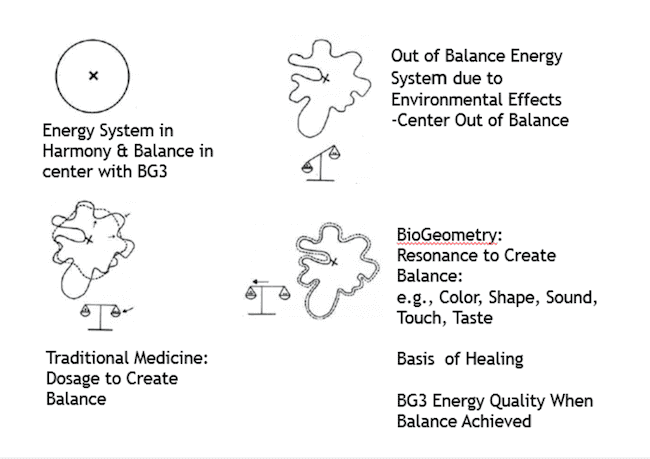 Energy System in
Harmony & Balance in
center with BG3
Out of Balance Energy
System due to
Environmental Effects
-Center Out of Balance
Traditional Medicine:
Dosage to Create
Balance
BioGeometry:
Resonance to Create
Balance:
e.g., Color, Shape, Sound,
Touch, Taste
Basis of Healing
BG3 Energy Quality When
Balance Achieved